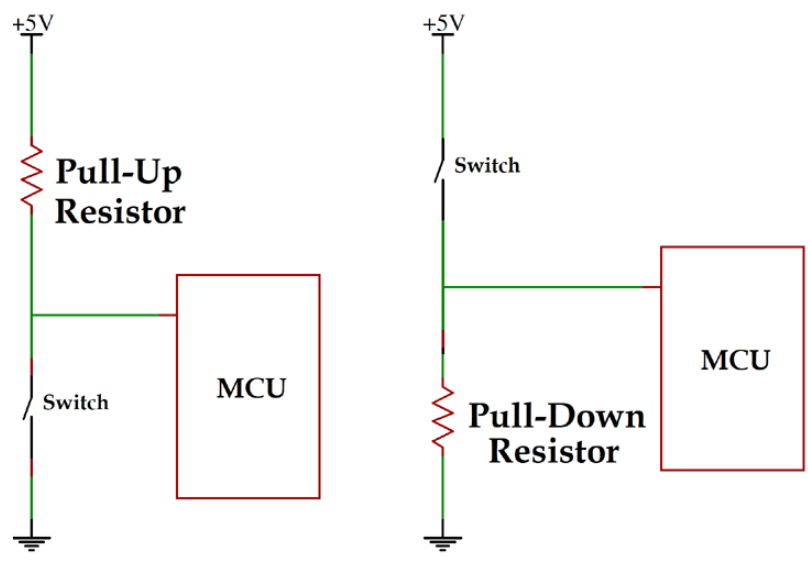 +5V
Pull-Up
Resistor
MCU
Switch
+5V
Switch
MCU
Pull-Down
Resistor